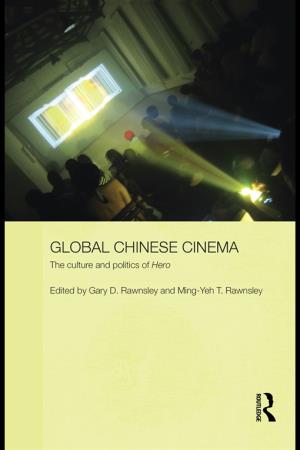 GLOBAL CHINESE CINEMA
The culture and politics of Hero
Edited by Gary D. Rawnsley and Ming-Yeh T. Rawnsley
ROUTLEDGE